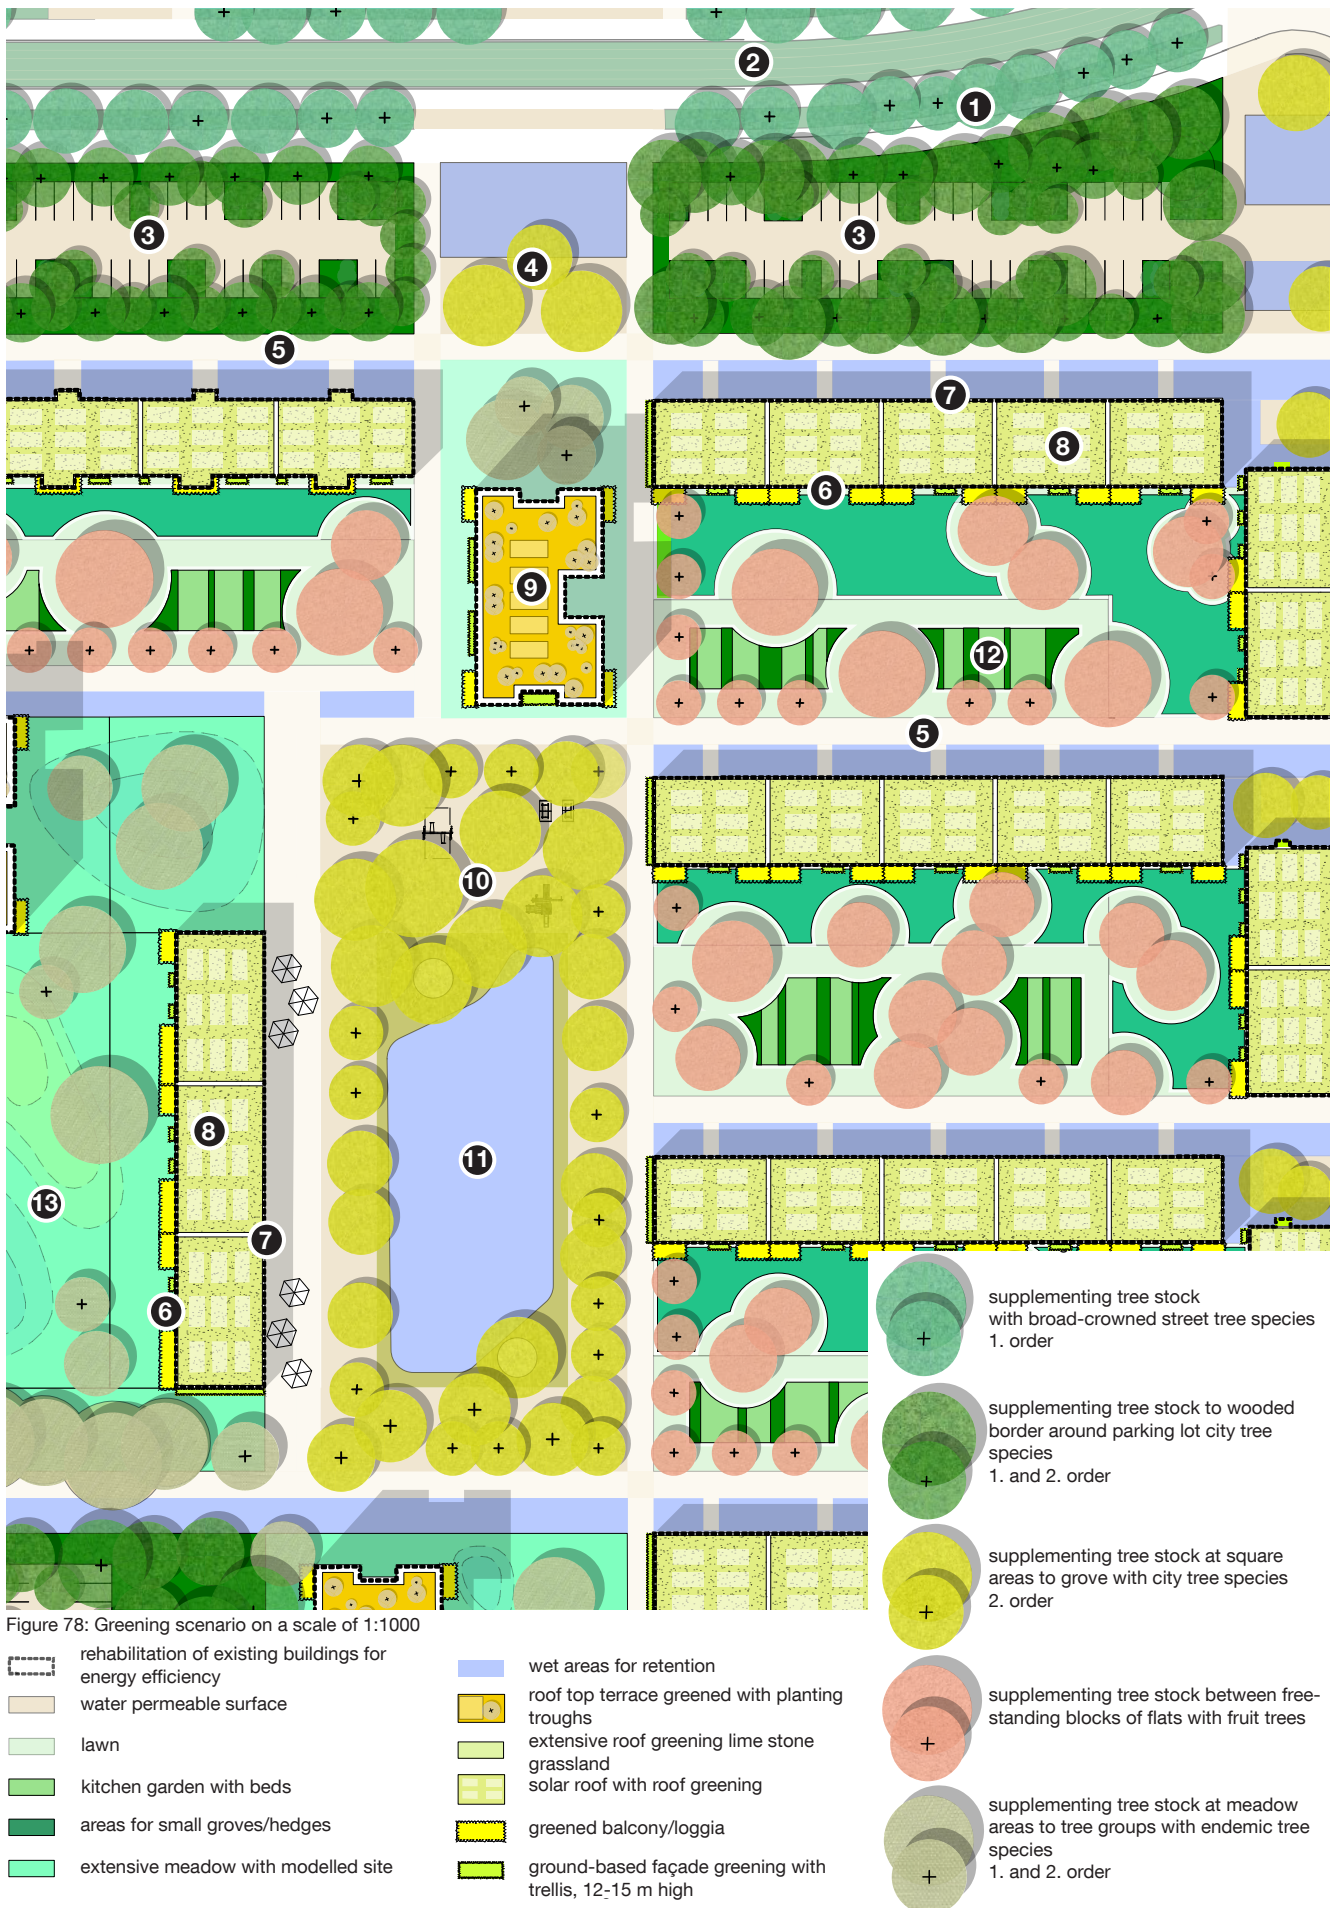 2
1
3
3
4
5
7
8
6
9
12
5
10
8
11
13
7
6
supplementing tree stock
with broad-crowned street tree species
1. order
supplementing tree stock to wooded
border around parking lot city tree
species
1. and 2. order
supplementing tree stock at square
areas to grove with city tree species
2. order
supplementing tree stock between free-
standing blocks of flats with fruit trees
supplementing tree stock at meadow
areas to tree groups with endemic tree
species
1. and 2. order
Figure 78: Greening scenario on a scale of 1:1000
rehabilitation of existing buildings for
energy efficiency
water permeable surface
lawn
kitchen garden with beds
areas for small groves/hedges
extensive meadow with modelled site
wet areas for retention
roof top terrace greened with planting
troughs
extensive roof greening lime stone
grassland
solar roof with roof greening
greened balcony/loggia
ground-based façade greening with
trellis, 12-15 m high